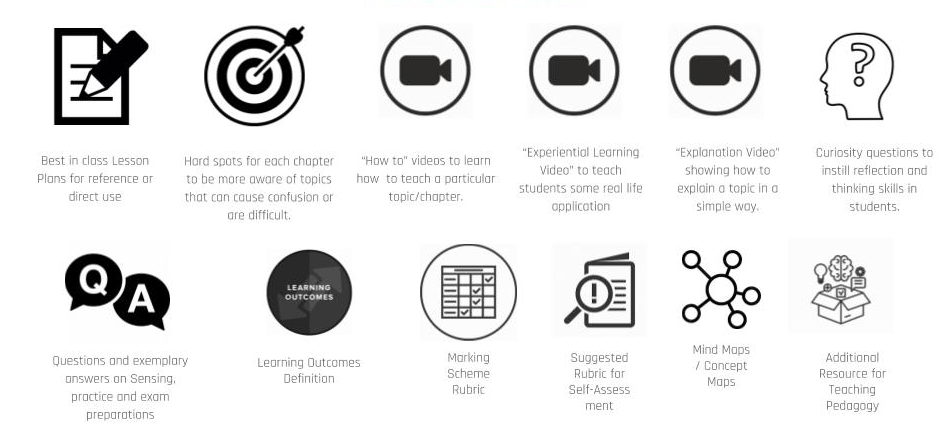 Best in class Lesson
Plans for reference or
direct use
Hard spots for each chapter
to be more aware of topics
that can cause confusion or
are difficult.
“How to” videos to learn
how to teach a particular
topic/chapter.
“Experiential Learning
Video” to teach
students some real life
application
“Explanation Video”
showing how to
explain a topic in a
simple way.
Curiosity questions to
instill reflection and
thinking skills in
students.
Q
A
Questions and exemplary
answers on Sensing,
practice and exam
preparations
LEARNING
OUTCOMES
Learning Outcomes
Definition
Marking
Scheme
Rubric
Suggested
Rubric for
Self-Assess
ment
Mind Maps
/ Concept
Maps
Additional
Resource for
Teaching
Pedagogy